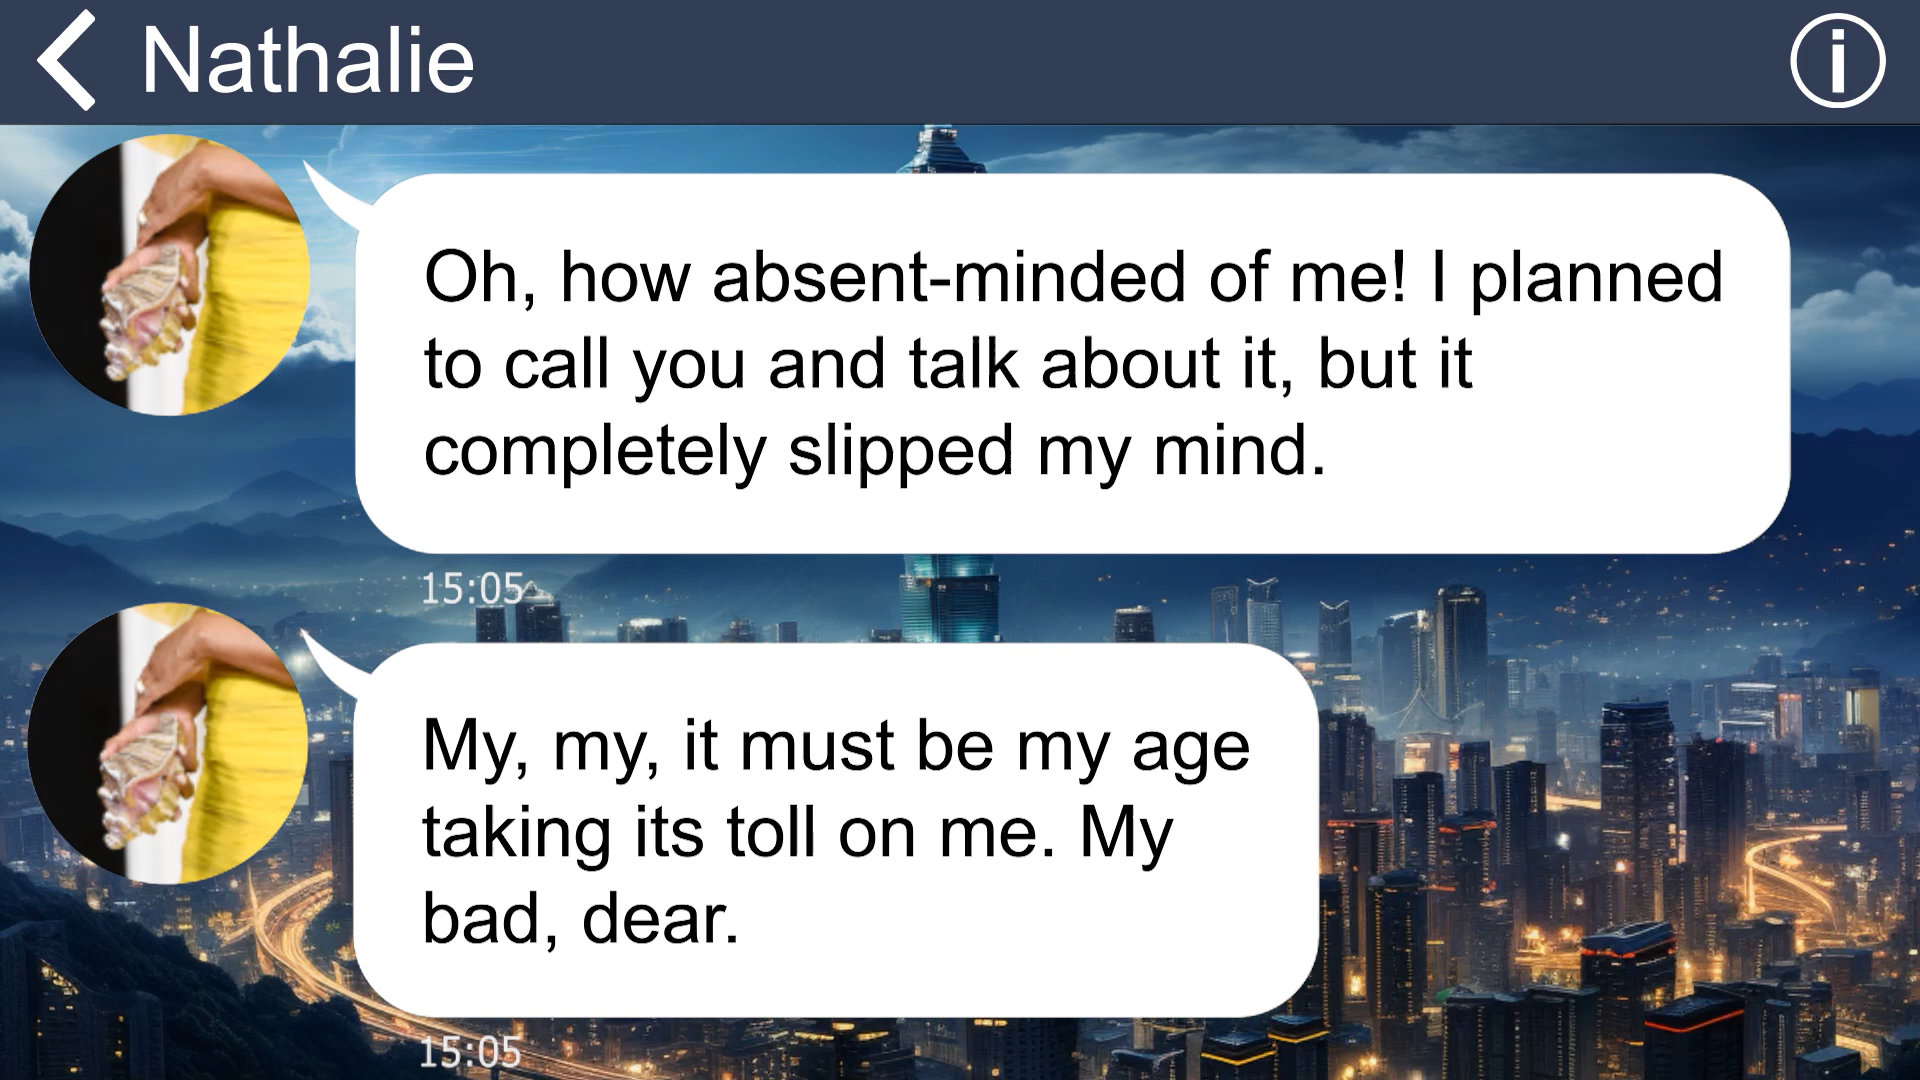 Nathalie
Oh, how absent-minded of me! I planned
to call you and talk about it, but it
completely slipped my mind.
15:05
My, my, it must be my age
taking its toll on me. My
bad, dear.
15:05